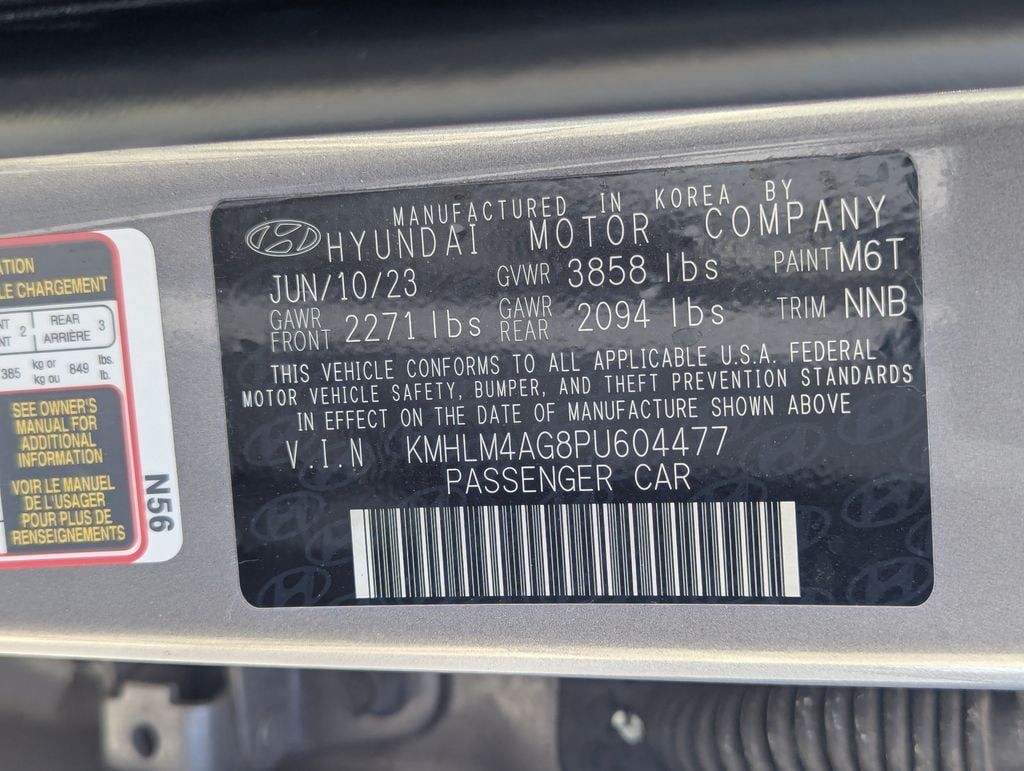 MANUFACTURED IN KOREA BY
HYUNDAI MOTOR COMPANY
JUN/10/23 GVWR 3858 lbs PAINT M6T
GAWR FRONT 2271 lbs GAWR REAR 2094 lbs TRIM NNB
THIS VEHICLE CONFORMS TO ALL APPLICABLE U.S.A. FEDERAL
MOTOR VEHICLE SAFETY, BUMPER, AND THEFT PREVENTION STANDARDS
IN EFFECT ON THE DATE OF MANUFACTURE SHOWN ABOVE
V.I.N KMHLM4AG8PU604477
PASSENGER CAR
CHARGEMENT
2 REAR 3
ARRIÈRE
385 kg or 849 lbs.
kg ou lb.
SEE OWNER'S
MANUAL FOR
ADDITIONAL
INFORMATION
VOIR LE MANUEL
DE L'USAGER
POUR PLUS DE
RENSEIGNEMENTS
N56